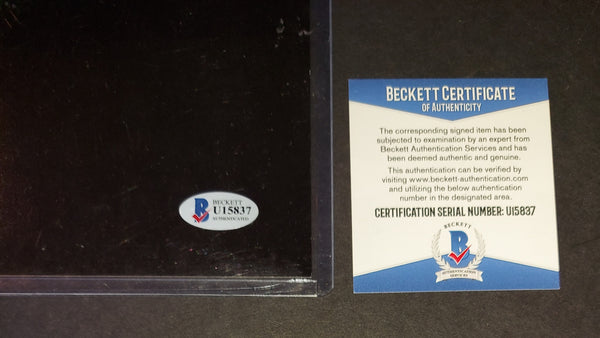 BECKETT
U15837
AUTHENTICATED
BECKETT CERTIFICATE
OF AUTHENTICITY
The corresponding signed item has been
subjected to examination by an expert from
Beckett Authentication Services and has
been deemed authentic and genuine.
This authentication can be verified by
visiting www.beckett-authentication.com
and utilizing the below authentication
number in the designated area.
CERTIFICATION SERIAL NUMBER: U15837
BECKETT
B
AUTHENTICATION
SERVICES